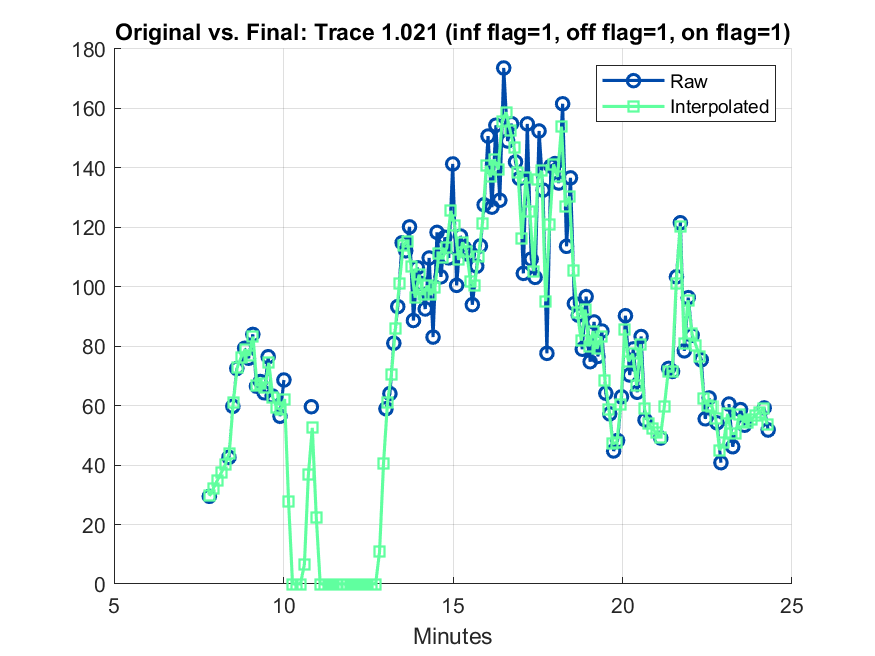 Original vs. Final: Trace 1.021 (inf flag=1, off flag=1, on flag=1)
180
160
140
120
100
80
60
40
20
0
Raw
Interpolated
5 10 15 20 25
Minutes